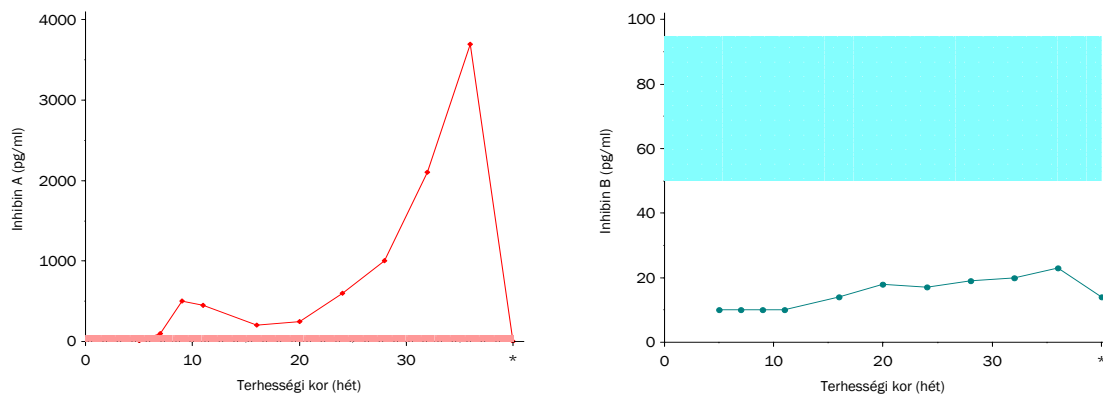 4000
3000
2000
1000
0
Inhibin A (pg/ml)
0 10 20 30 *
Terhességi kor (hét)
100
80
60
40
20
0
Inhibin B (pg/ml)
0 10 20 30 *
Terhességi kor (hét)